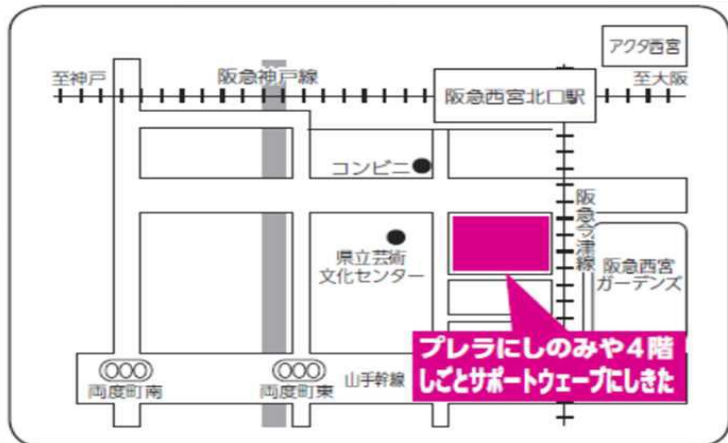 アクタ西宮
至神戸
阪急神戸線
阪急西宮北口駅
至大阪
コンビニ
阪急今津線
県立芸術
文化センター
阪急西宮
ガーデンズ
プレラにしのみや4階
しごとサポートウェーブにしきた
両度町南
両度町東
山手幹線